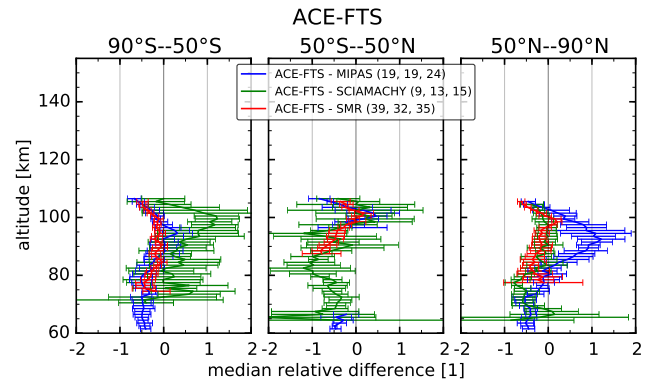 ACE-FTS
90°S--50°S 50°S--50°N 50°N--90°N
ACE-FTS - MIPAS (19, 19, 24)
ACE-FTS - SCIAMACHY (9, 13, 15)
ACE-FTS - SMR (39, 32, 35)
altitude [km]
140
120
100
80
60
-2 -1 0 1 2 -2 -1 0 1 2 -2 -1 0 1 2
median relative difference [1]